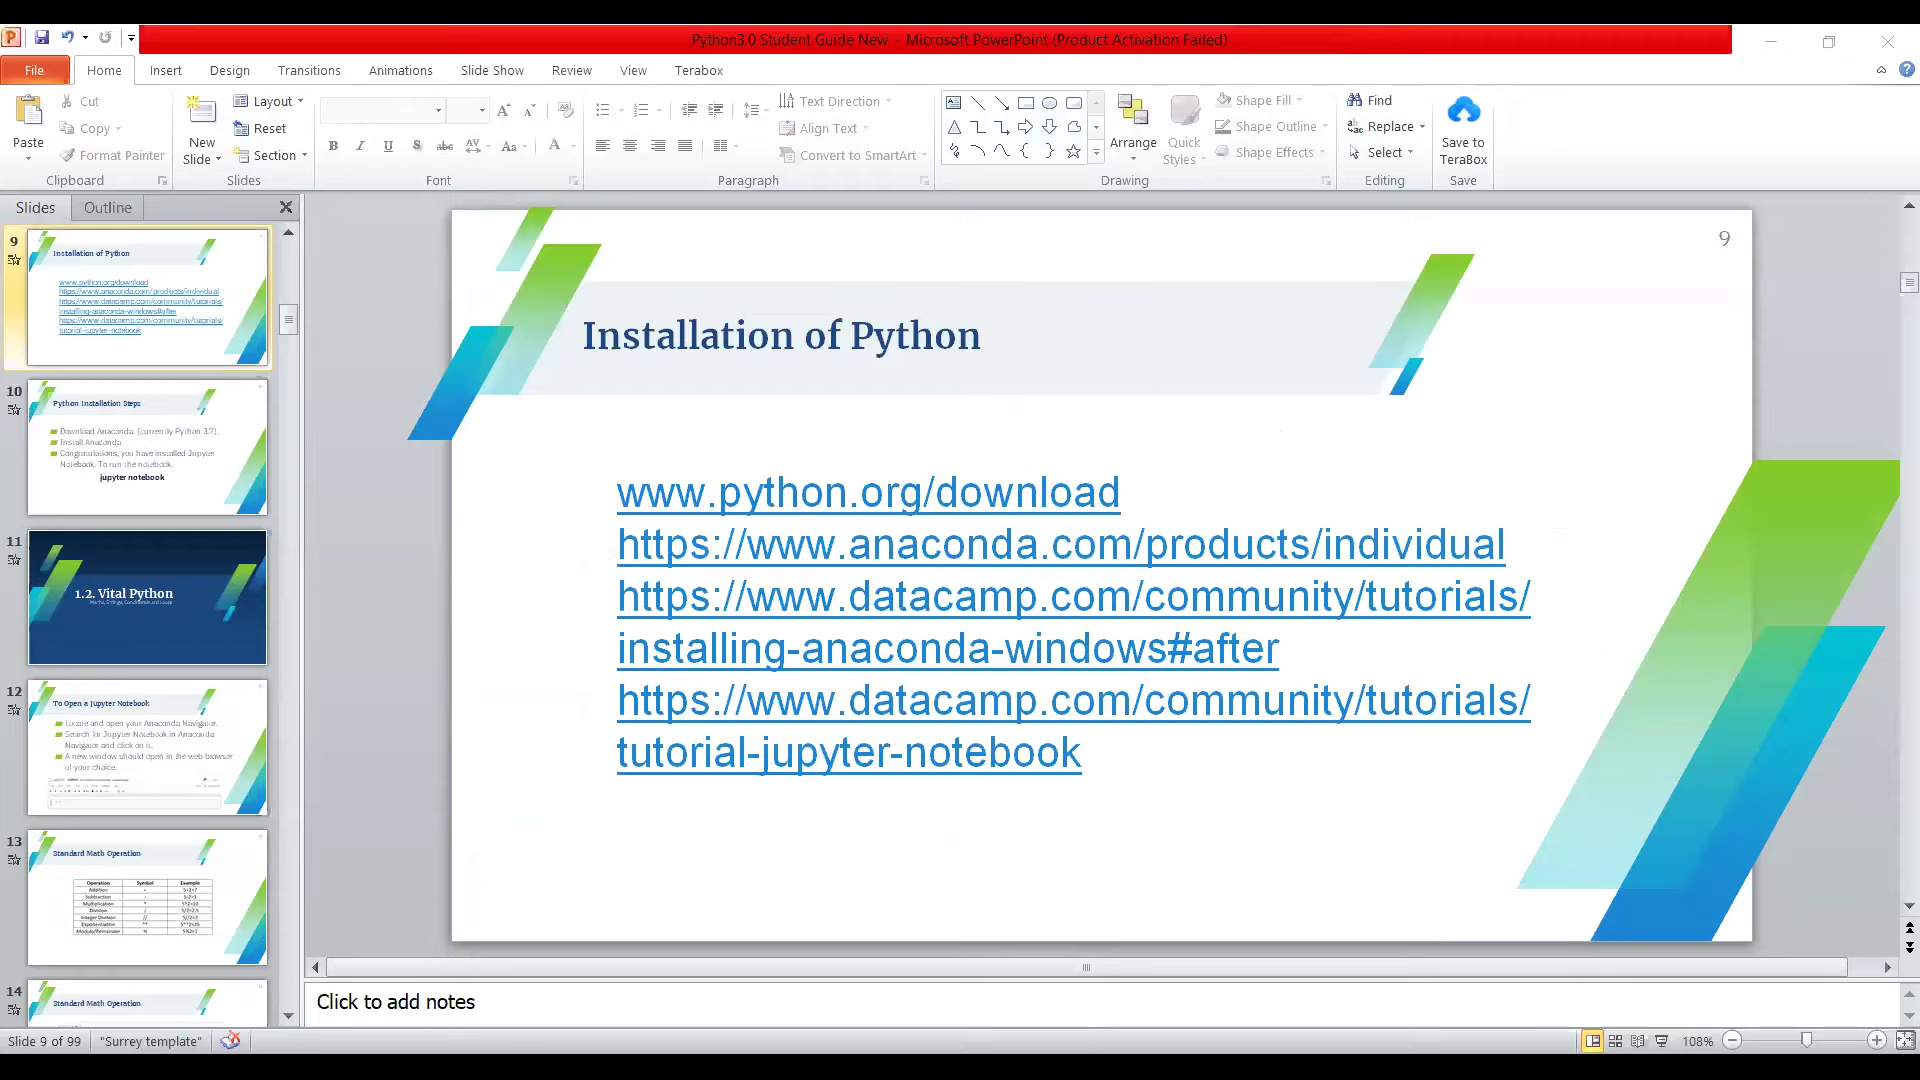 Python3.0 Student Guide New - Microsoft PowerPoint (Product Activation Failed)
File Home Insert Design Transitions Animations Slide Show Review View Terabox
Paste
Cut
Copy
Format Painter
Clipboard
New
Slide
Layout
Reset
Section
Slides
Font
Text Direction
Align Text
Convert to SmartArt
Paragraph
Arrange
Quick
Styles
Shape Fill
Shape Outline
Shape Effects
Drawing
Find
Replace
Select
Editing
Save to
TeraBox
Save
Slides Outline
9
Installation of Python
www.python.org/download
https://www.anaconda.com/products/individual
https://www.datacamp.com/community/tutorials/
installing-anaconda-windows#after
https://www.datacamp.com/community/tutorials/
tutorial-jupyter-notebook
10
Python Installation Steps
Download Anaconda. (currently Python 3.7).
Install Anaconda
Congratulations, you have installed Jupyter
Notebook. To run the notebook.
jupyter notebook
11
1.2. Vital Python
12
To Open a Jupyter Notebook
Locate and open your Anaconda Navigator.
Search for Jupyter Notebook in Anaconda
Navigator and click on it.
A new window should open in the web browser
of your choice.
13
Standard Math Operation
Operation Symbol Example
Addition + 5+2=7
Subtraction - 5-2=3
Multiplication * 5*2=10
Division / 5/2=2.5
Integer Division // 5//2=2
Exponentiation ** 5**2=25
Modulo/Remainder % 5%2=1
14
Standard Math Operation
9
Installation of Python
www.python.org/download
https://www.anaconda.com/products/individual
https://www.datacamp.com/community/tutorials/
installing-anaconda-windows#after
https://www.datacamp.com/community/tutorials/
tutorial-jupyter-notebook
Click to add notes
Slide 9 of 99 "Surrey template" 108%